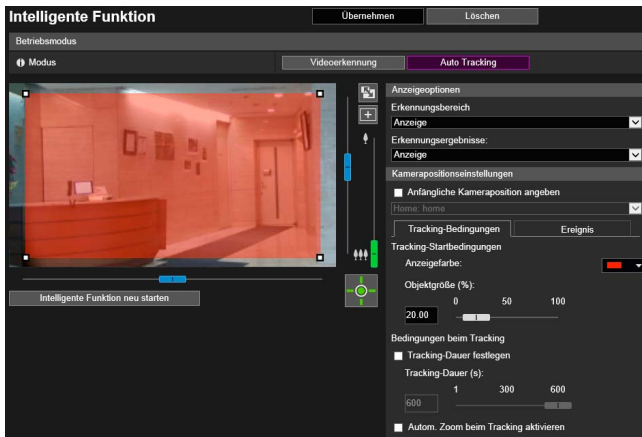 Intelligente Funktion
Übernehmen
Löschen
Betriebsmodus
Modus
Videoerkennung
Auto Tracking
Anzeigeoptionen
Erkennungsbereich
Anzeige
Erkennungsergebnisse:
Anzeige
Kamerapositionseinstellungen
Anfängliche Kameraposition angeben
Home: home
Tracking-Bedingungen
Ereignis
Tracking-Startbedingungen
Anzeigefarbe:
Objektgröße (%):
0 50 100
20.00
Bedingungen beim Tracking
Tracking-Dauer festlegen
Tracking-Dauer (s):
1 300 600
600
Autom. Zoom beim Tracking aktivieren
Intelligente Funktion neu starten